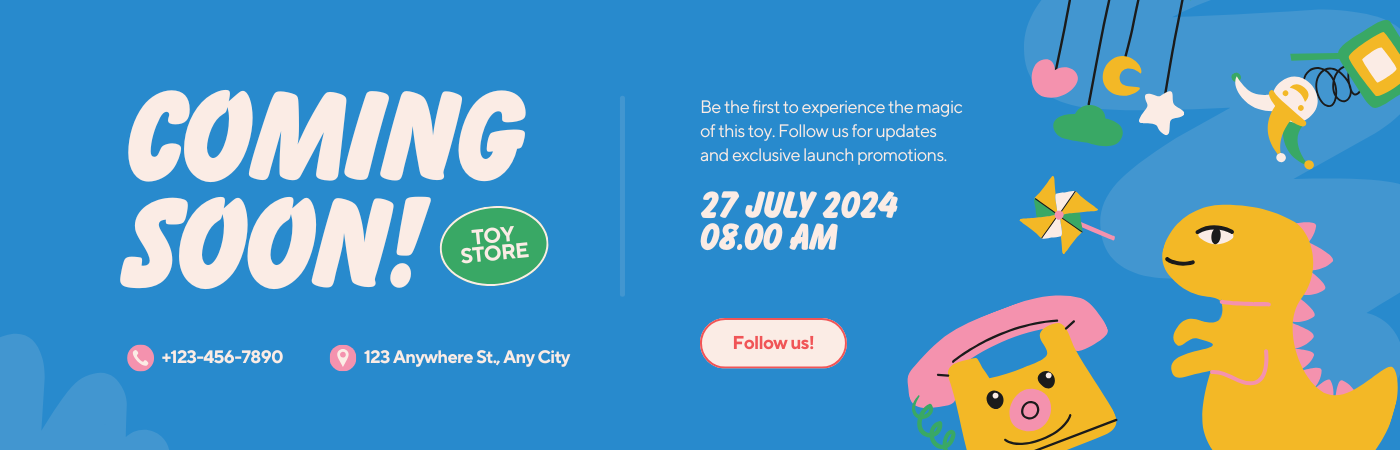 COMING
SOON!
TOY
STORE
+123-456-7890
123 Anywhere St., Any City
Be the first to experience the magic
of this toy. Follow us for updates
and exclusive launch promotions.
27 JULY 2024
08.00 AM
Follow us!